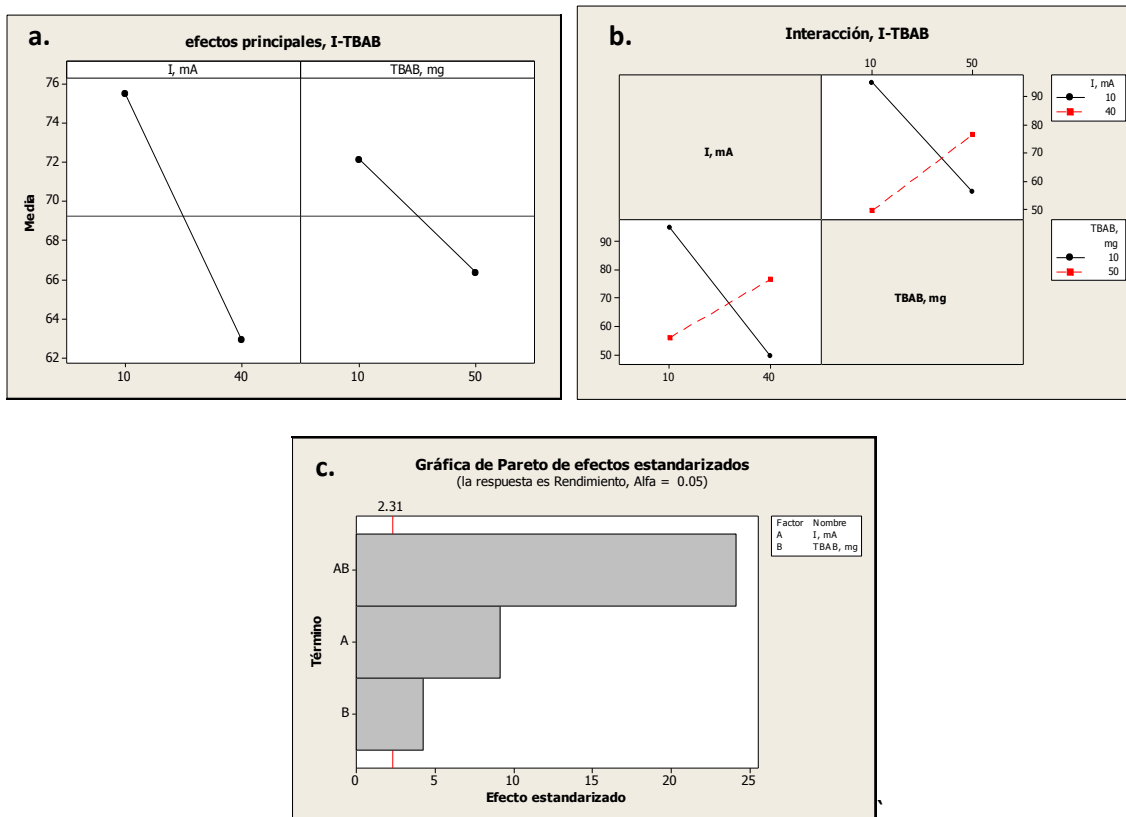 a.
efectos principales, I-TBAB
I, mA
TBAB, mg
Media
76
74
72
70
68
66
64
62
10
40
10
50
b.
Interacción, I-TBAB
10
50
I, mA
90
80
70
60
50
I, mA
10
40
90
80
70
60
50
TBAB, mg
TBAB,
mg
10
50
10
40
c.
Gráfica de Pareto de efectos estandarizados
(la respuesta es Rendimiento, Alfa = 0.05)
2.31
Término
AB
A
B
0
5
10
15
20
25
Efecto estandarizado
Factor Nombre
A I, mA
B TBAB, mg